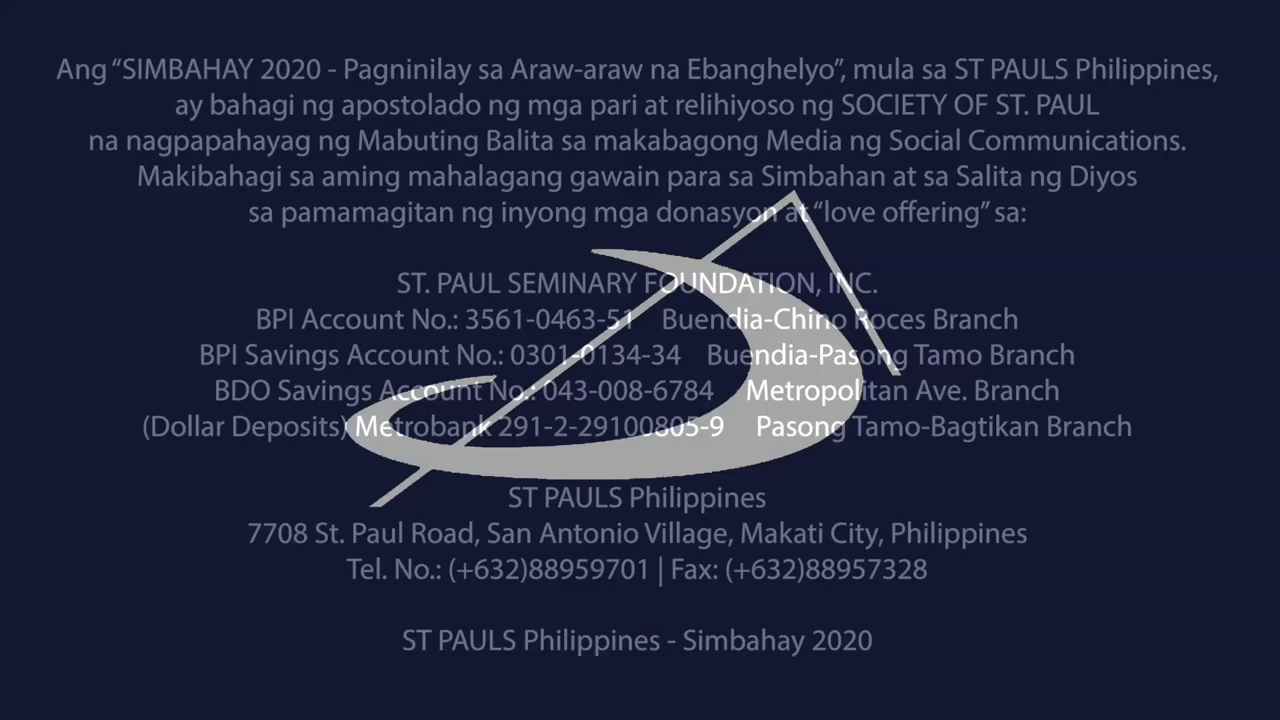 Ang “SIMBAHAY 2020 - Pagninilay sa Araw-araw na Ebanghelyo”, mula sa ST PAULS Philippines,
ay bahagi ng apostolado ng mga pari at relihiyoso ng SOCIETY OF ST. PAUL
na nagpapahayag ng Mabuting Balita sa makabagong Media ng Social Communications.
Makibahagi sa aming mahalagang gawain para sa Simbahan at sa Salita ng Diyos
sa pamamagitan ng inyong mga donasyon at “love offering” sa:
ST. PAUL SEMINARY FOUNDATION, INC.
BPI Account No.: 3561-0463-51 Buendia-Chino Roces Branch
BPI Savings Account No.: 0301-0134-34 Buendia-Pasong Tamo Branch
BDO Savings Account No.: 043-008-6784 Metropolitan Ave. Branch
(Dollar Deposits) Metrobank 291-2-29100805-9 Pasong Tamo-Bagtikan Branch
ST PAULS Philippines
7708 St. Paul Road, San Antonio Village, Makati City, Philippines
Tel. No.: (+632)88959701 | Fax: (+632)88957328
ST PAULS Philippines - Simbahay 2020